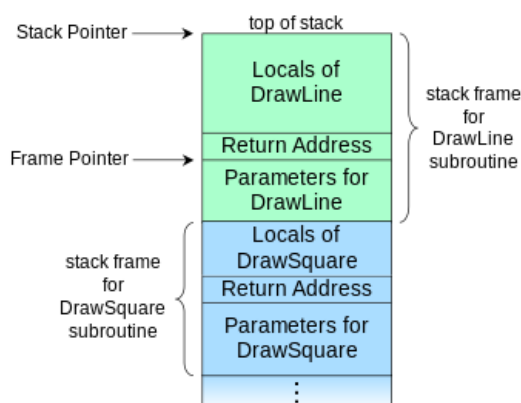 top of stack
Stack Pointer
Locals of
DrawLine
stack frame
for
DrawLine
subroutine
Return Address
Frame Pointer
Parameters for
DrawLine
Locals of
DrawSquare
stack frame
for
DrawSquare
subroutine
Return Address
Parameters for
DrawSquare
⋮